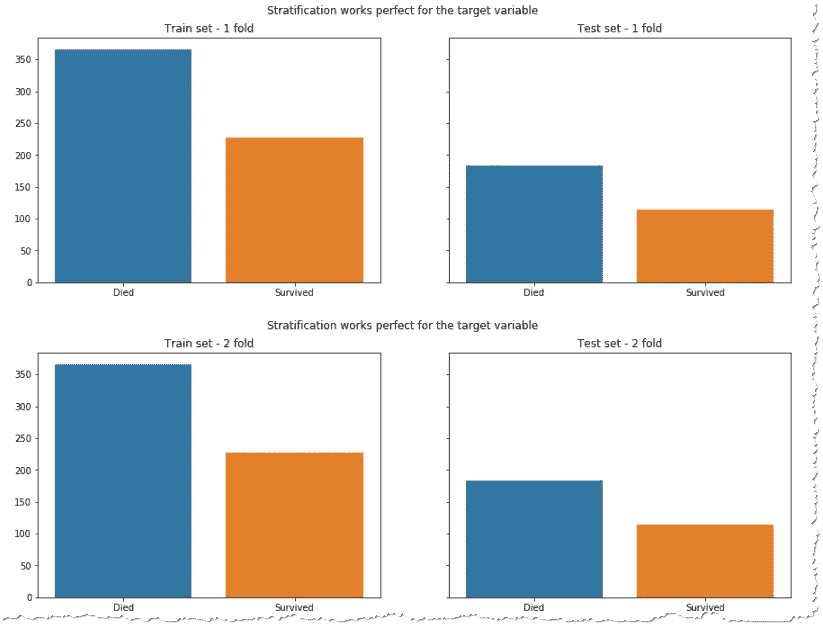 Stratification works perfect for the target variable
Train set - 1 fold
Test set - 1 fold
350
300
250
200
150
100
50
0
Died
Survived
Died
Survived
Stratification works perfect for the target variable
Train set - 2 fold
Test set - 2 fold
350
300
250
200
150
100
50
0
Died
Survived
Died
Survived